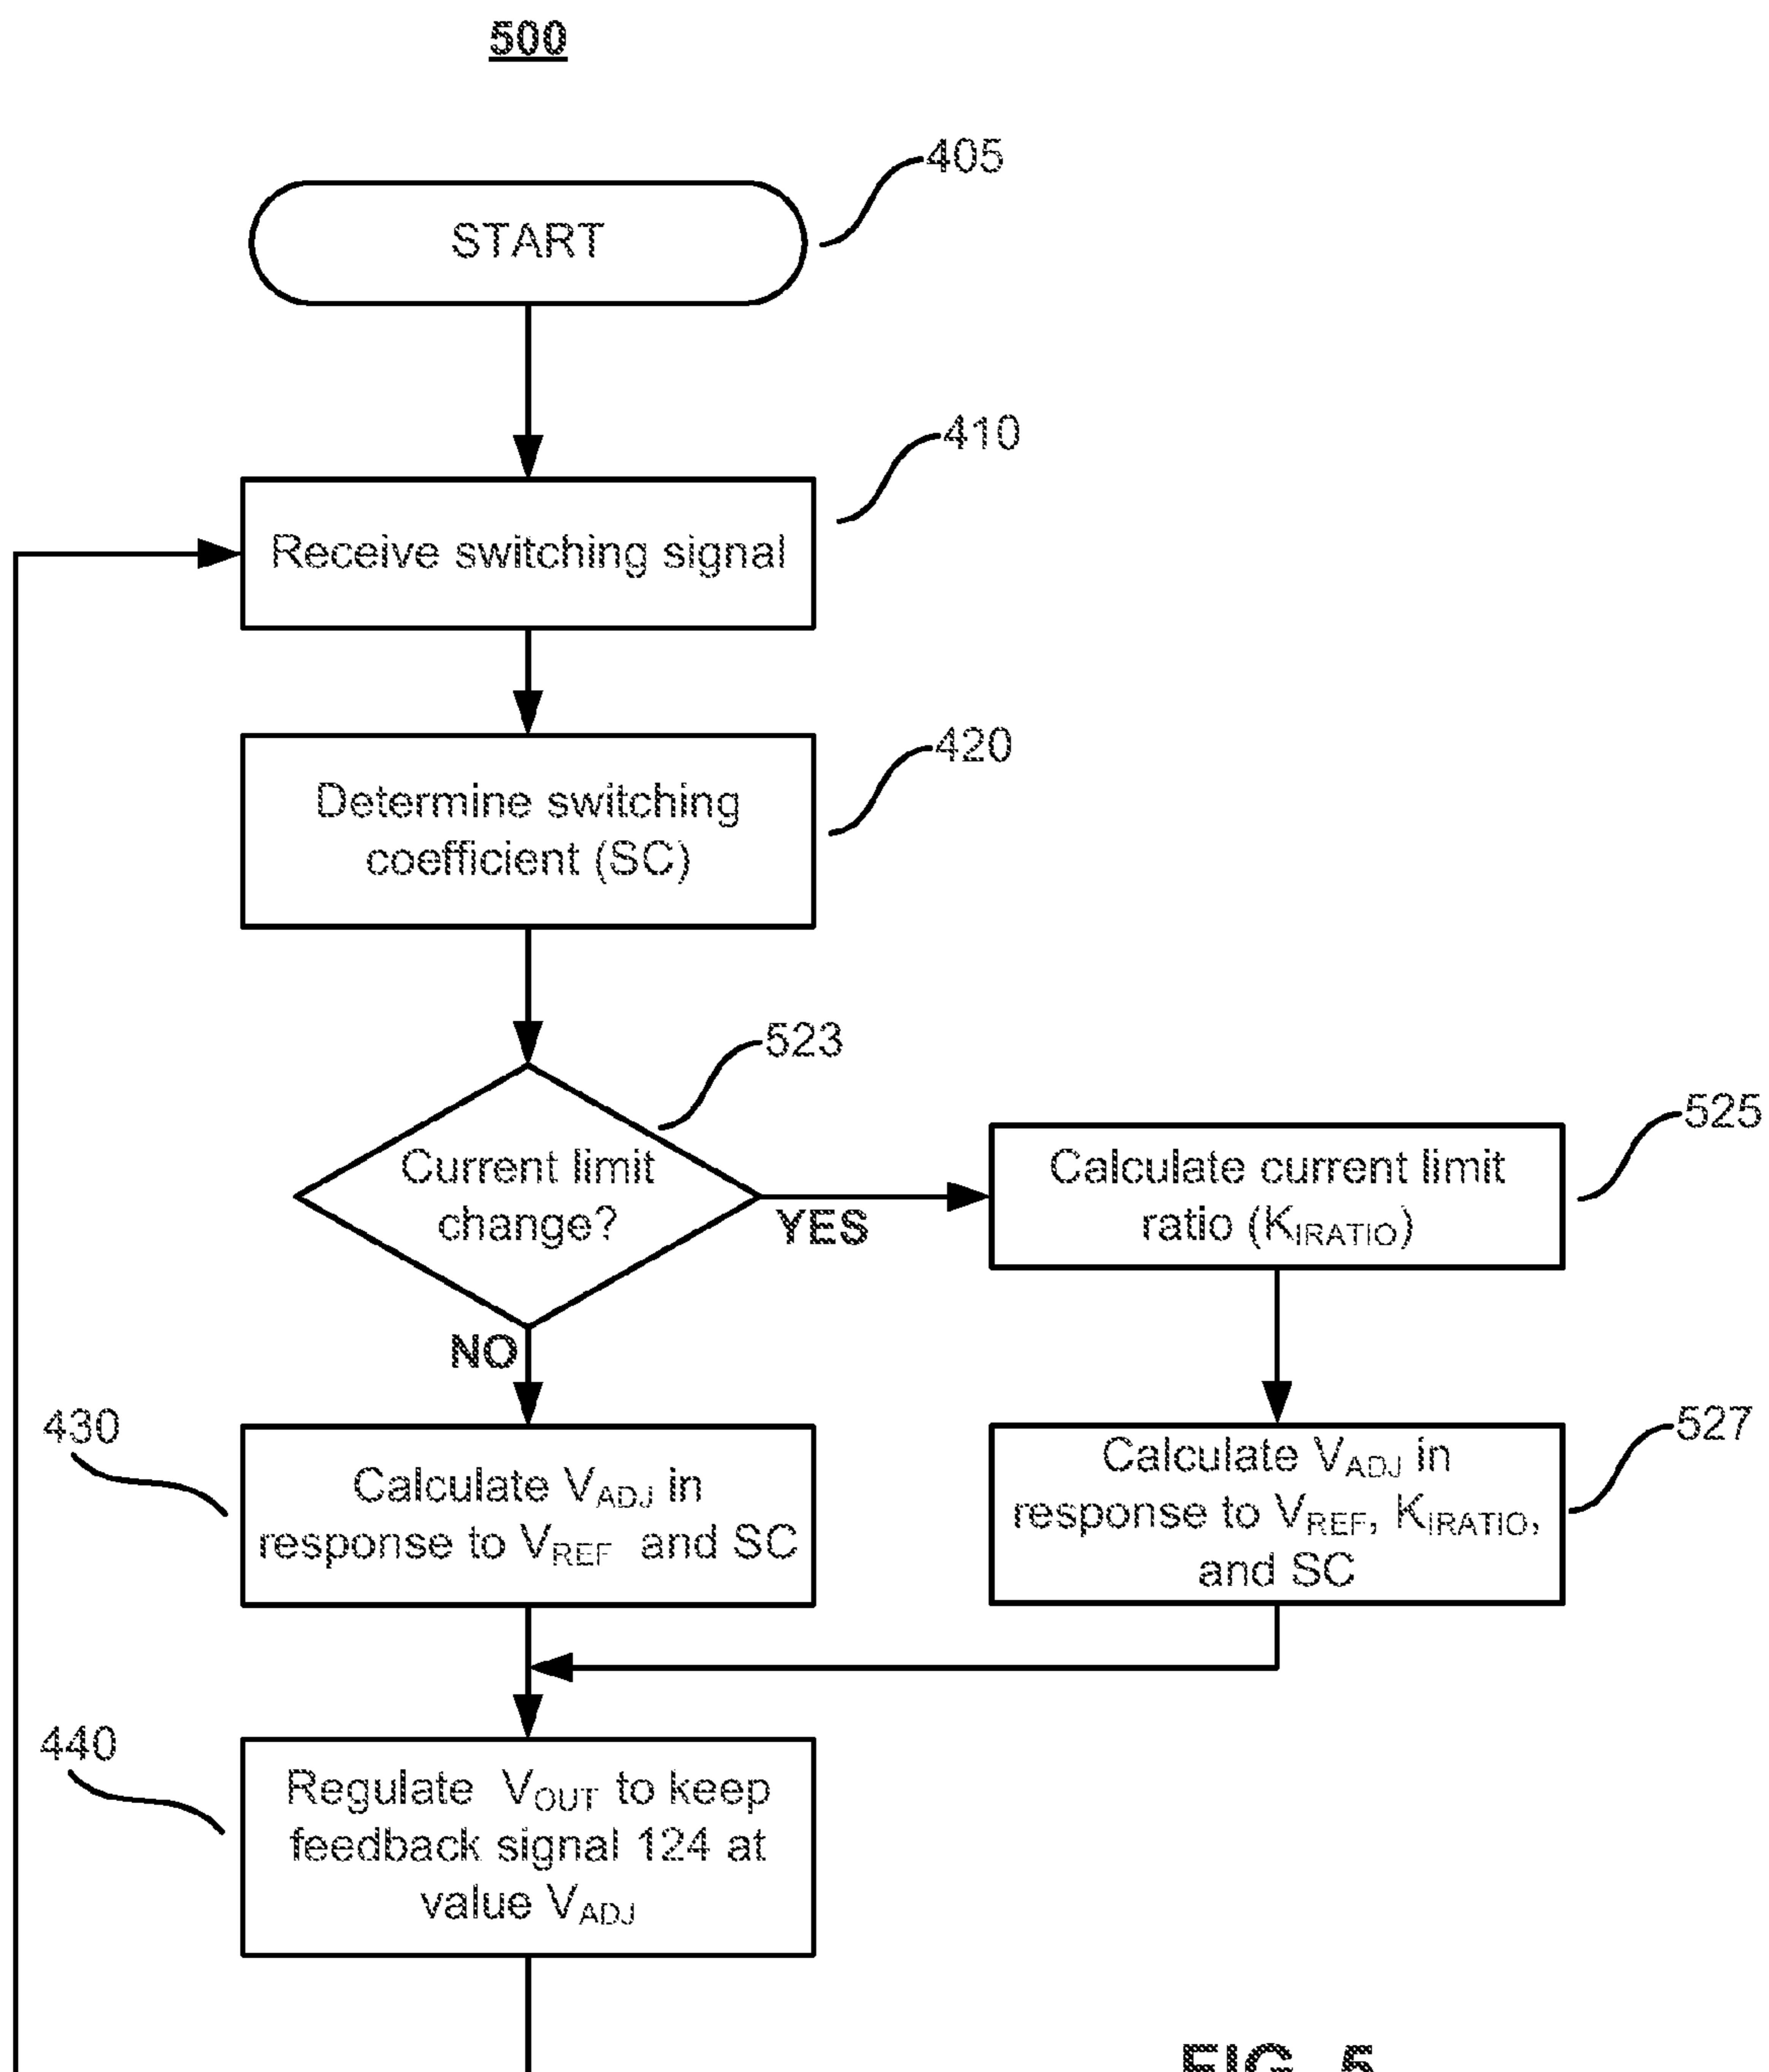 500
405
START
410
Receive switching signal
420
Determine switching
coefficient (SC)
523
Current limit
change?
YES
525
Calculate current limit
ratio (KIRATIO)
NO
430
Calculate VADJ in
response to VREF and SC
527
Calculate VADJ in
response to VREF, KIRATIO,
and SC
440
Regulate VOUT to keep
feedback signal 124 at
value VADJ
FIG. 5